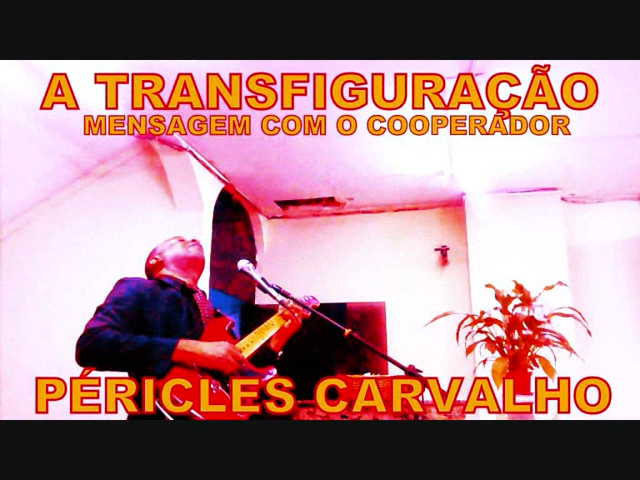 A TRANSFIGURAÇÃO
MENSAGEM COM O COOPERADOR
PÉRICLES CARVALHO